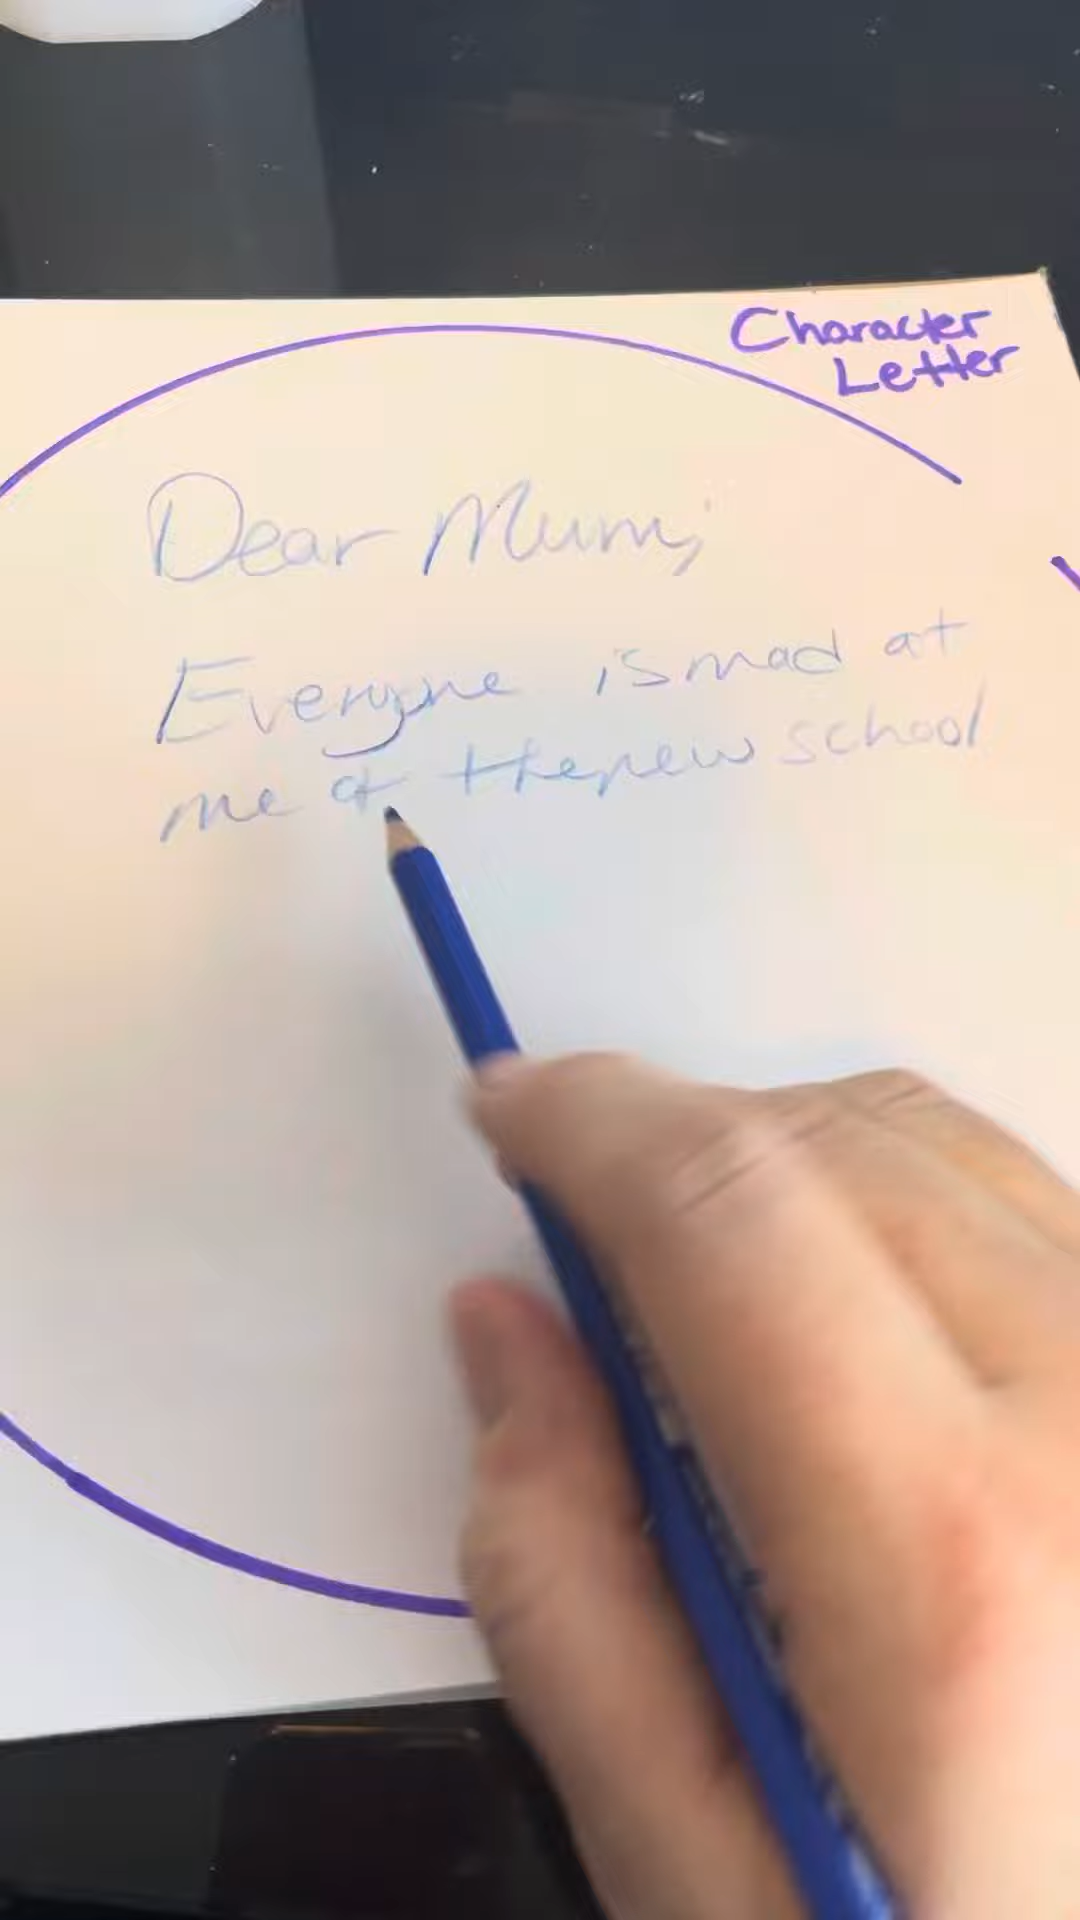 Character
Letter
Dear Mum,
Everyone is mad at
me at the new school